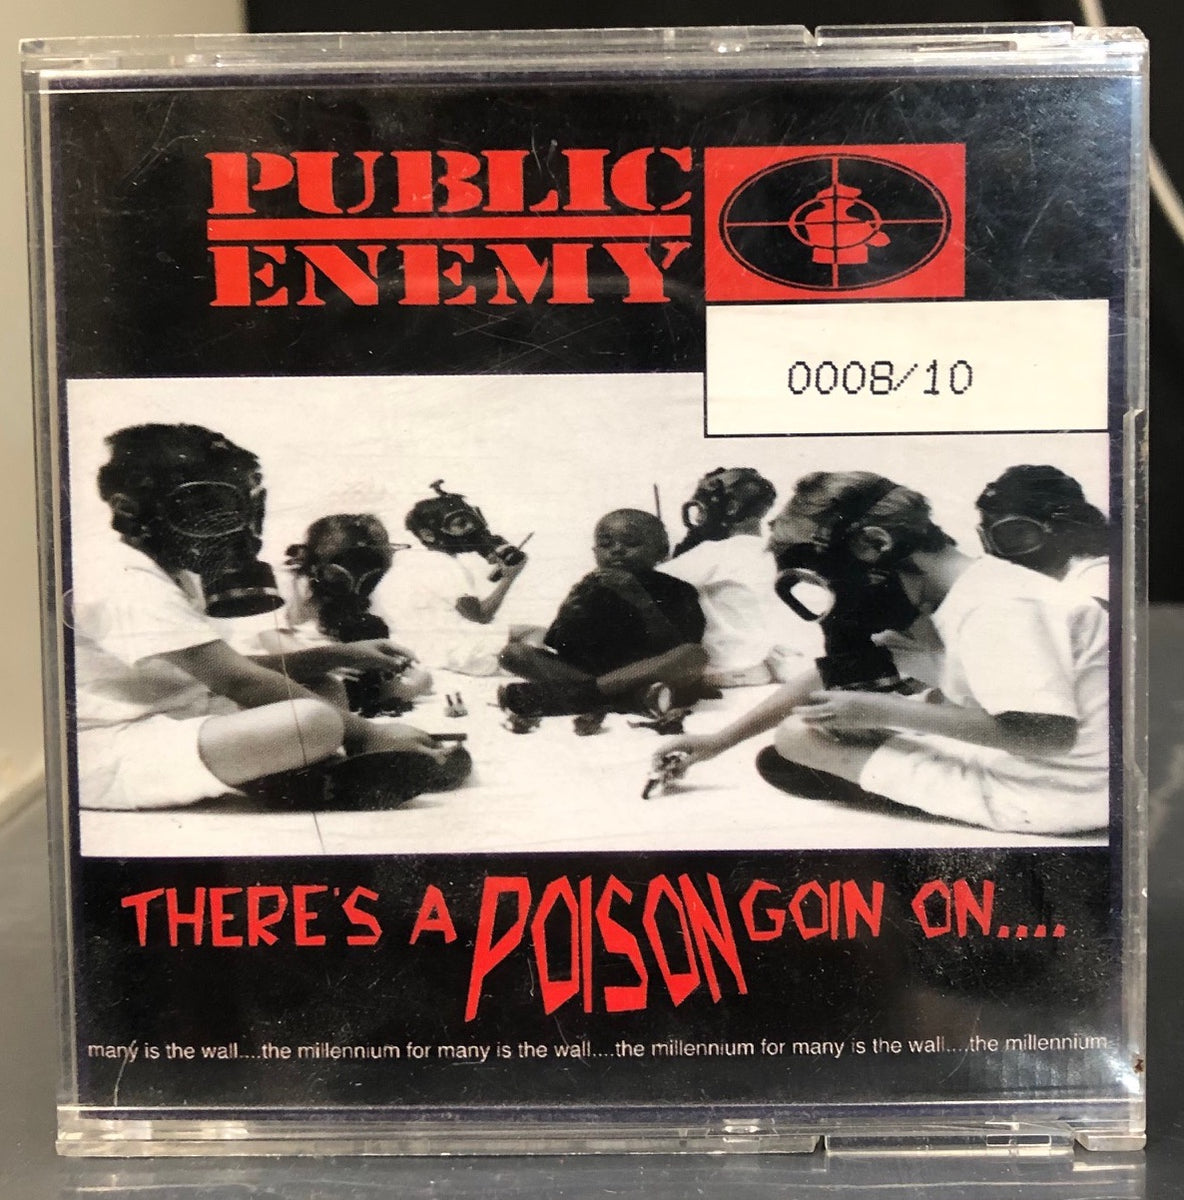 PUBLIC
ENEMY
0008/10
THERE'S A POISON GOIN ON....
many is the wall....the millennium for many is the wall....the millennium for many is the wall....the millennium